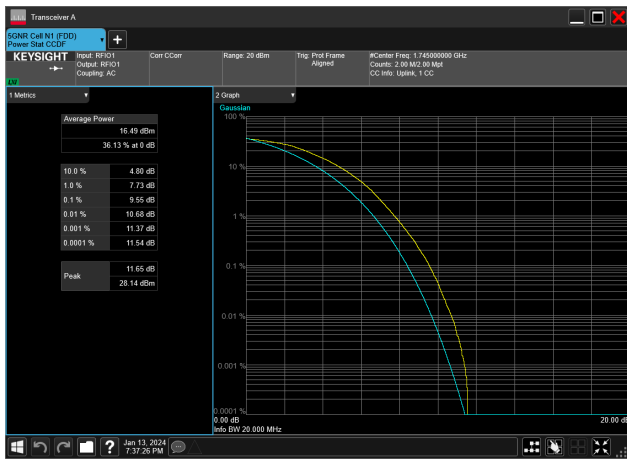 Transceiver A
5GNR Cell N1 (FDD)
Power Stat CCDF
KEYSIGHT
Input: RFIO1
Output: RFIO1
Coupling: AC
Corr CCorr
Range: 20 dBm
Trig: Prot Frame
Aligned
#Center Freq: 1.745000000 GHz
Counts: 2.00 M/2.00 Mpt
CC Info: Uplink, 1 CC
1 Metrics
Average Power
16.49 dBm
36.13 % at 0 dB
10.0 % 4.80 dB
1.0 % 7.73 dB
0.1 % 9.55 dB
0.01 % 10.68 dB
0.001 % 11.37 dB
0.0001 % 11.54 dB
Peak
11.65 dB
28.14 dBm
2 Graph
Gaussian
100 %
10 %
1 %
0.1 %
0.01 %
0.001 %
0.0001 %
0.00 dB
20.00 dB
Info BW 20.000 MHz
Jan 13, 2024
7:37:26 PM